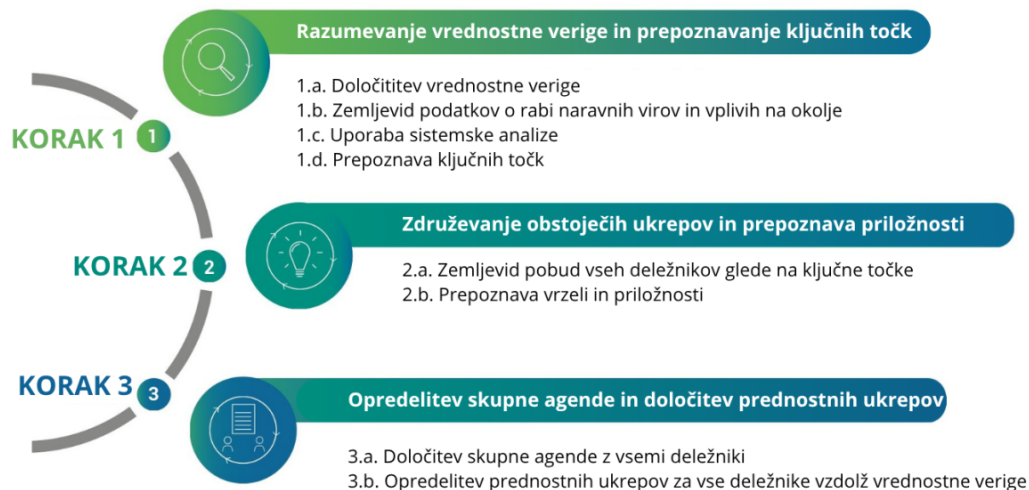 Razumevanje vrednostne verige in prepoznavanje ključnih točk
1.a. Določititev vrednostne verige
1.b. Zemljevid podatkov o rabi naravnih virov in vplivih na okolje
1.c. Uporaba sistemske analize
1.d. Prepoznava ključnih točk
KORAK 1 1
Združevanje obstoječih ukrepov in prepoznava priložnosti
KORAK 2 2
2.a. Zemljevid pobud vseh deležnikov glede na ključne točke
2.b. Prepoznava vrzeli in priložnosti
KORAK 3 3
Opredelitev skupne agende in določitev prednostnih ukrepov
3.a. Določitev skupne agende z vsemi deležniki
3.b. Opredelitev prednostnih ukrepov za vse deležnike vzdolž vrednostne verige